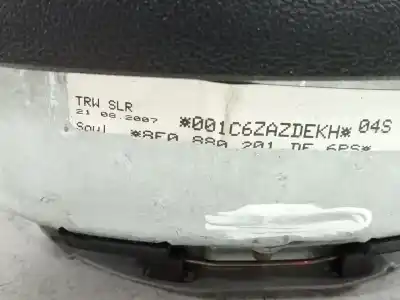 TRW SLR
21 08.2007 *001C6ZAZDEKH* 04S
Soul *8E0 880 201 DE 6PS*